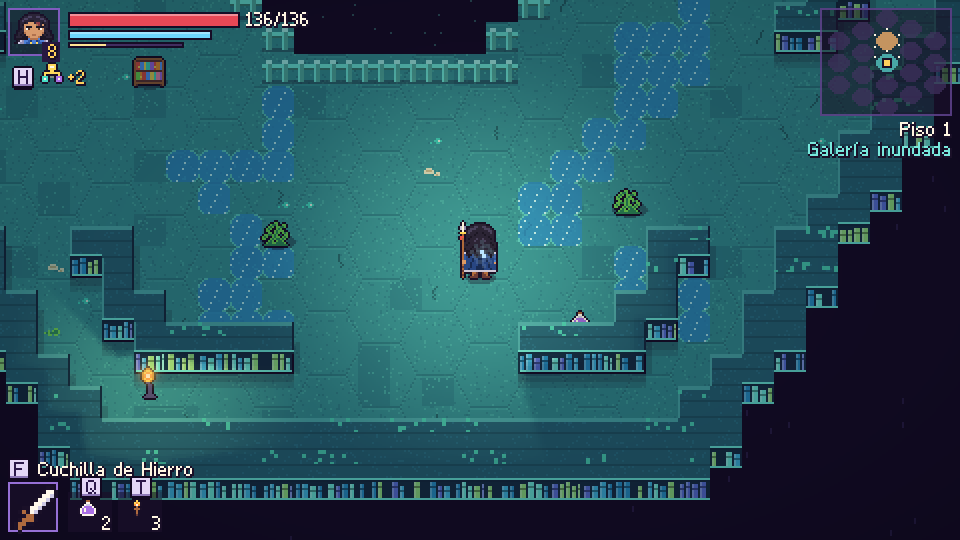 136/136
8
H +2
Piso 1
Galería inundada
F Cuchilla de Hierro
Q T
2 3